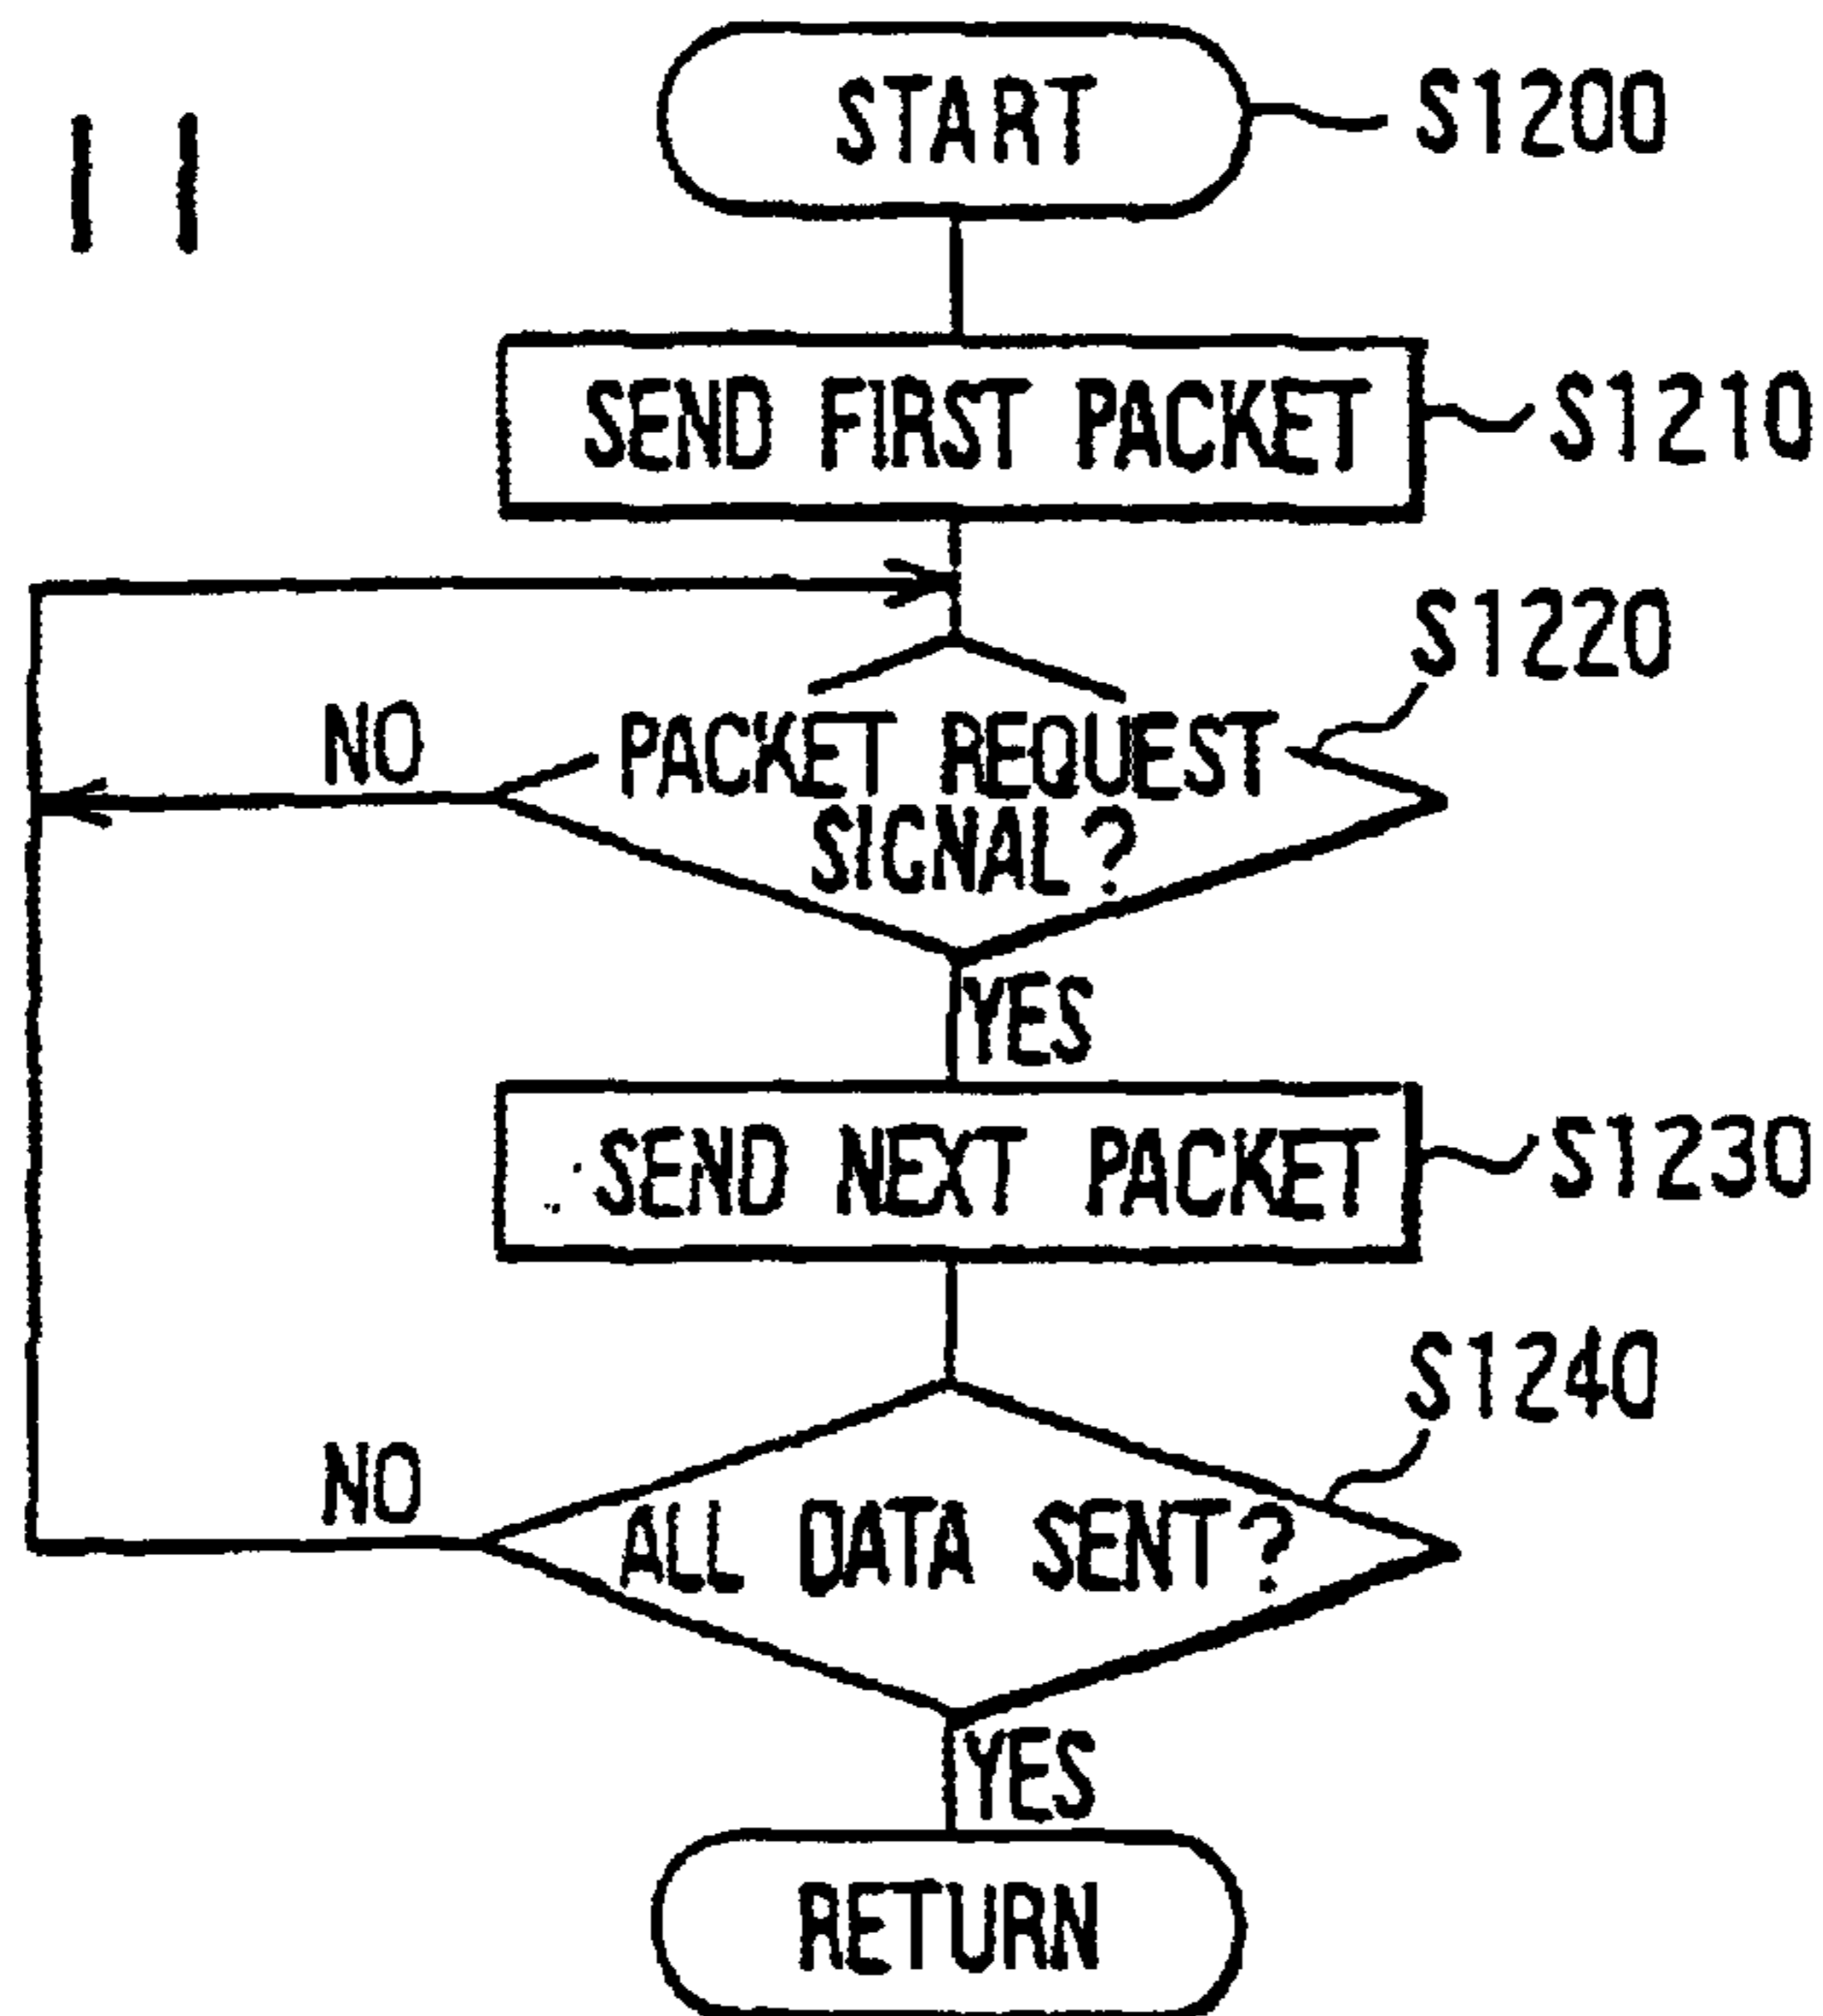 11
START
S1200
SEND FIRST PACKET
S1210
S1220
NO
PACKET REQUEST
SIGNAL?
YES
SEND NEXT PACKET
S1230
S1240
NO
ALL DATA SENT?
YES
RETURN